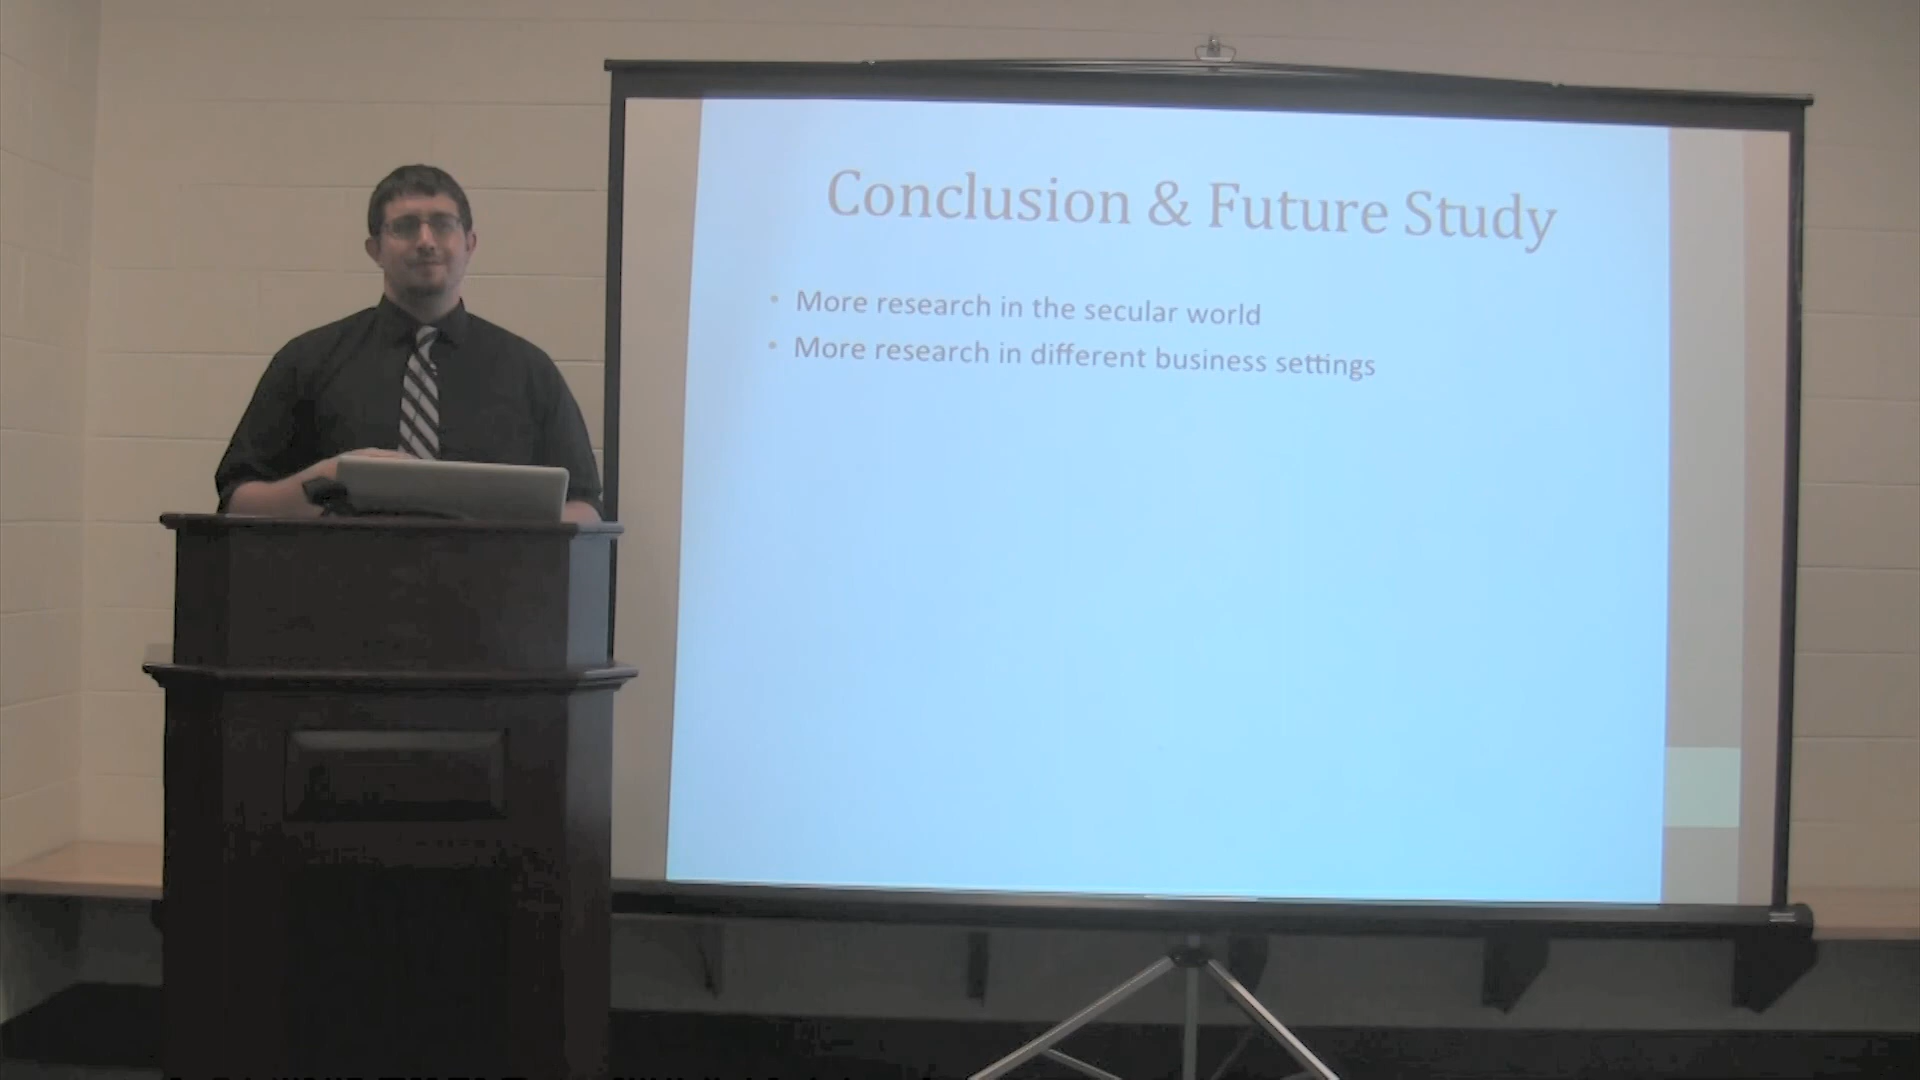 Conclusion & Future Study
• More research in the secular world
• More research in different business settings